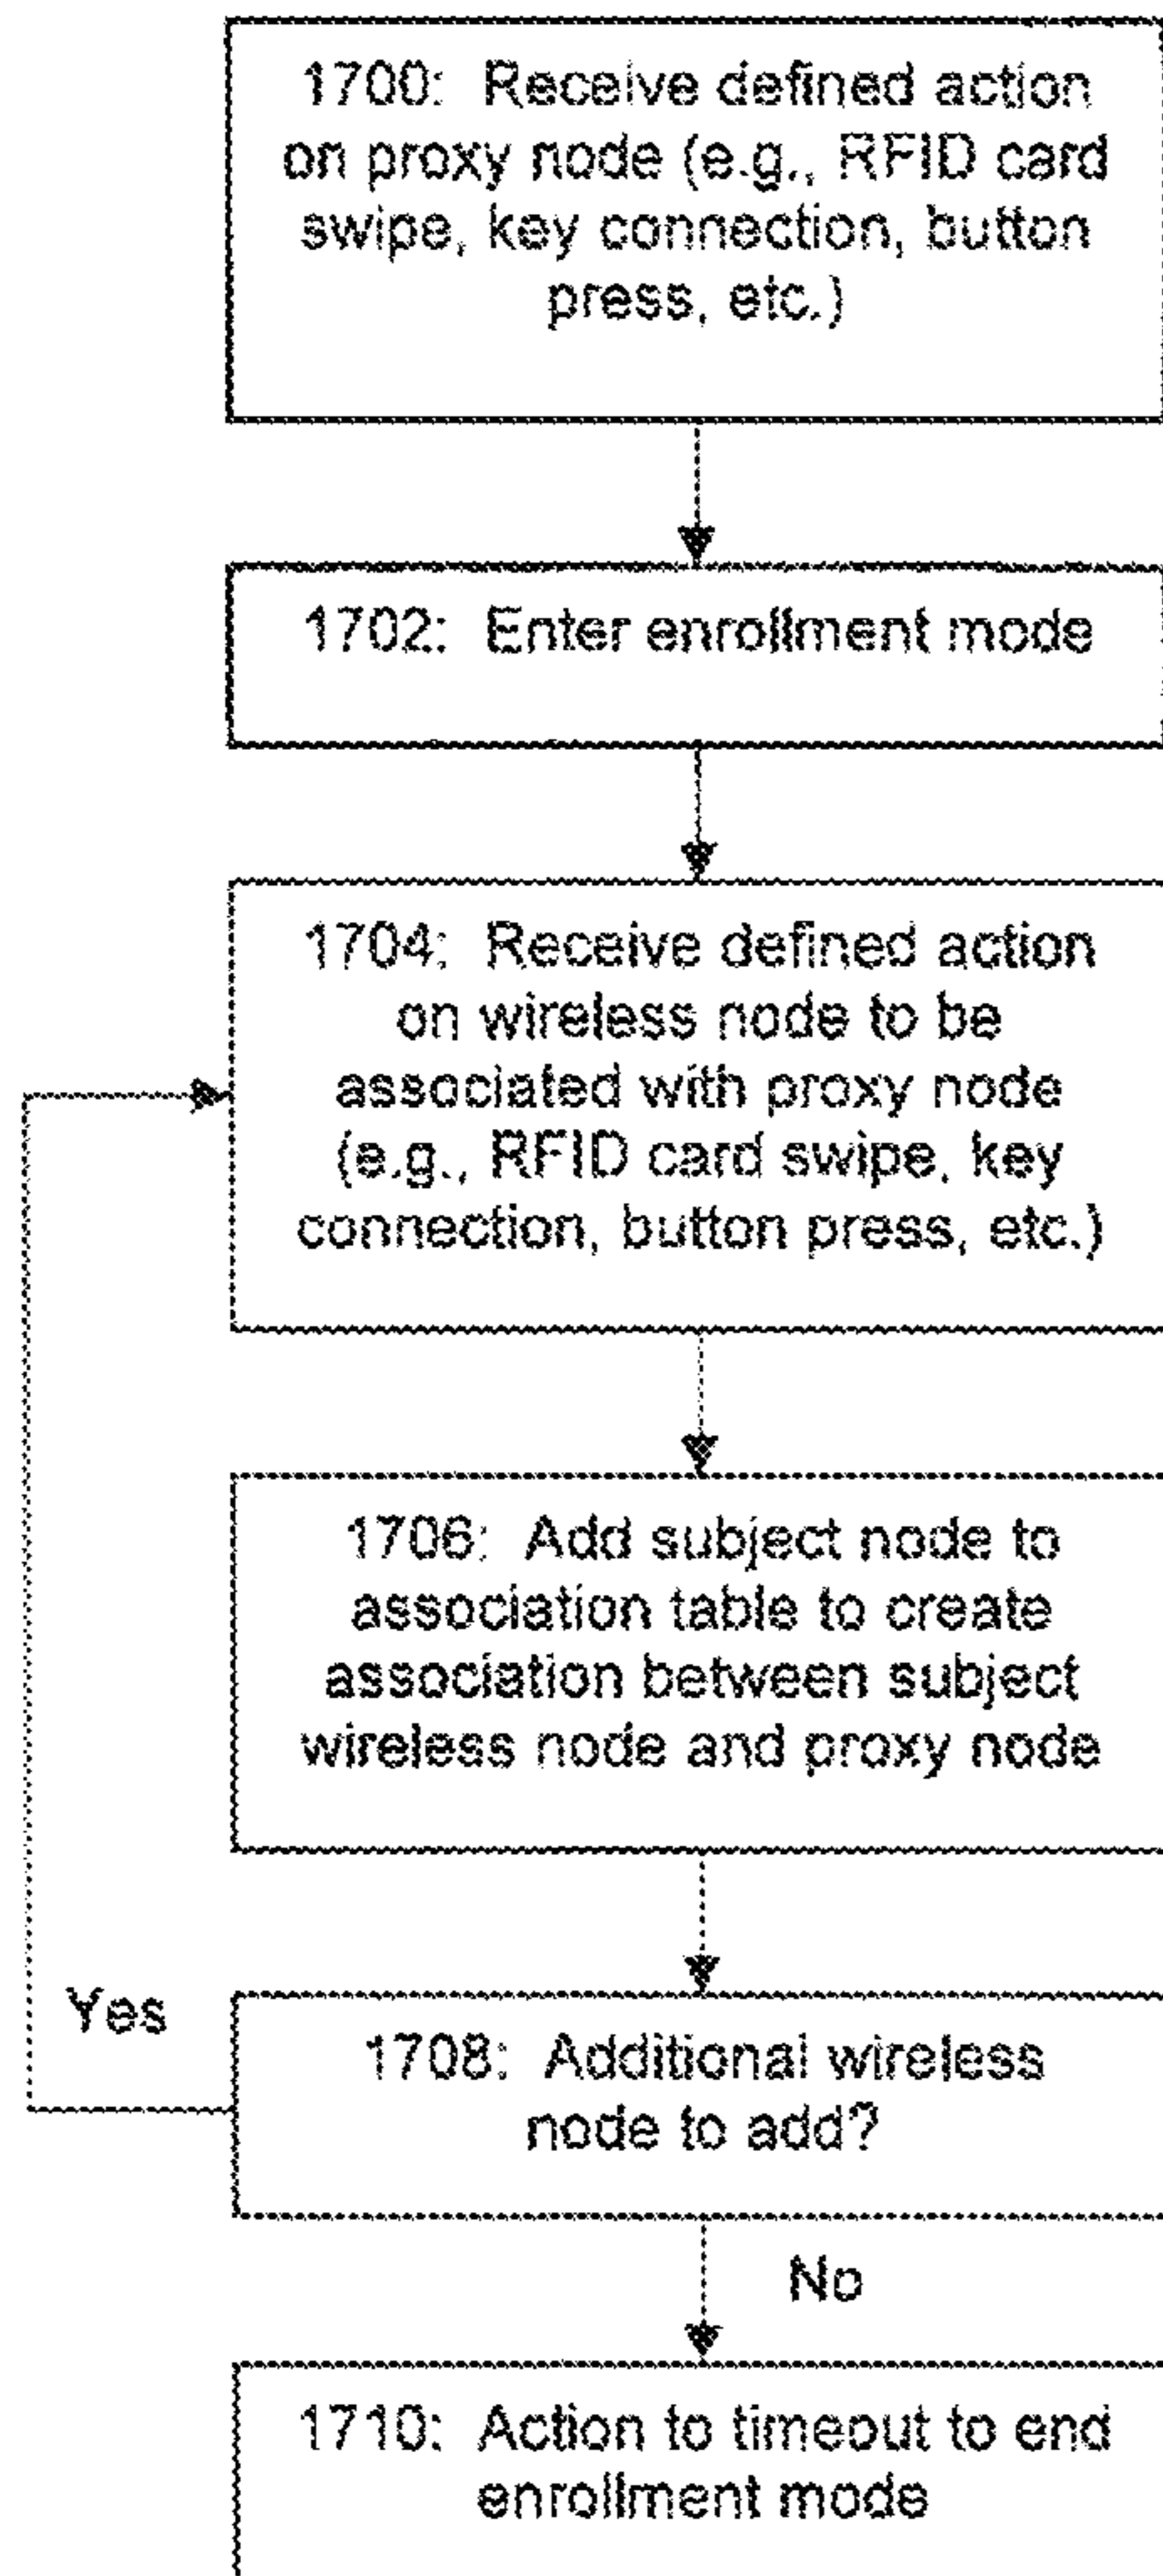 1700: Receive defined action
on proxy node (e.g., RFID card
swipe, key connection, button
press, etc.)
1702: Enter enrollment mode
1704: Receive defined action
on wireless node to be
associated with proxy node
(e.g., RFID card swipe, key
connection, button press, etc.)
1706: Add subject node to
association table to create
association between subject
wireless node and proxy node
Yes
1708: Additional wireless
node to add?
No
1710: Action to timeout to end
enrollment mode